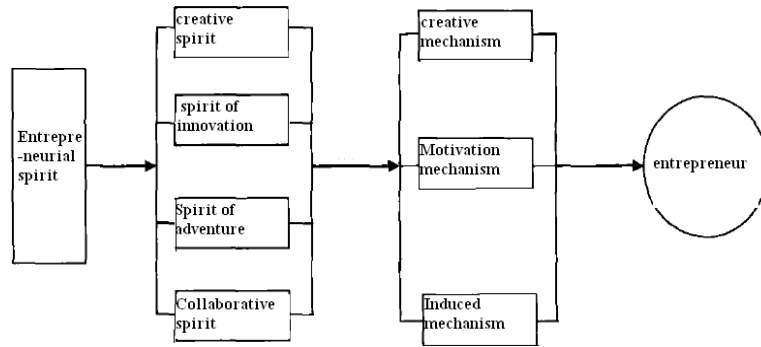 Entrepre
-neurial
spirit
creative
spirit
spirit of
innovation
Spirit of
adventure
Collaborative
spirit
creative
mechanism
Motivation
mechanism
Induced
mechanism
entrepreneur